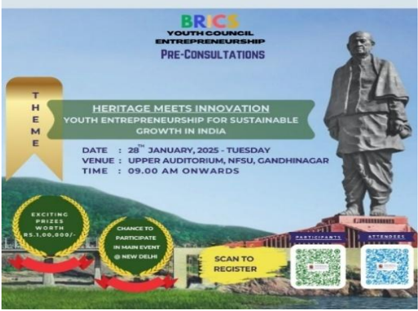 BRICS
YOUTH COUNCIL
ENTREPRENEURSHIP
PRE-CONSULTATIONS
THEME
HERITAGE MEETS INNOVATION
YOUTH ENTREPRENEURSHIP FOR SUSTAINABLE
GROWTH IN INDIA
DATE : 28TH JANUARY, 2025 - TUESDAY
VENUE : UPPER AUDITORIUM, NFSU, GANDHINAGAR
TIME : 09.00 AM ONWARDS
EXCITING
PRIZES
WORTH
RS.1,00,000/-
CHANCE TO
PARTICIPATE
IN MAIN EVENT
@ NEW DELHI
SCAN TO
REGISTER
PARTICIPANTS
ATTENDEES